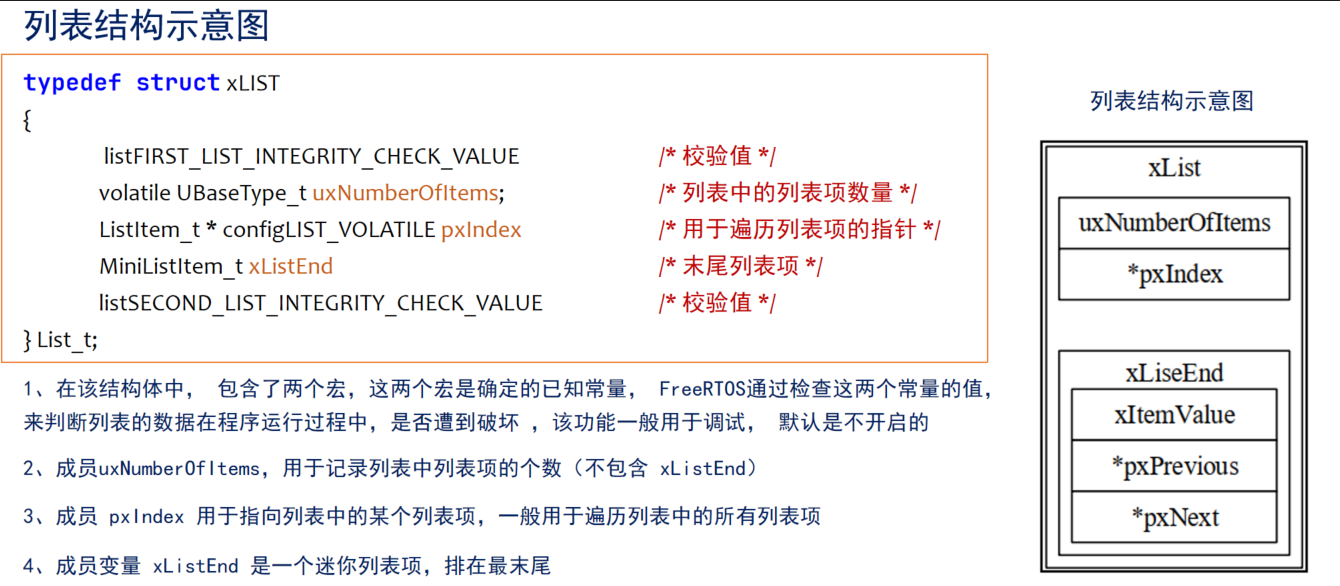 列表结构示意图
typedef struct xLIST
{
listFIRST_LIST_INTEGRITY_CHECK_VALUE /* 校验值 */
volatile UBaseType_t uxNumberOfItems; /* 列表中的列表项数量 */
ListItem_t * configLIST_VOLATILE pxIndex /* 用于遍历列表项的指针 */
MiniListItem_t xListEnd /* 末尾列表项 */
listSECOND_LIST_INTEGRITY_CHECK_VALUE /* 校验值 */
} List_t;
1、在该结构体中， 包含了两个宏，这两个宏是确定的已知常量， FreeRTOS通过检查这两个常量的值，
来判断列表的数据在程序运行过程中，是否遭到破坏 ，该功能一般用于调试， 默认是不开启的
2、成员uxNumberOfItems，用于记录列表中列表项的个数（不包含 xListEnd）
3、成员 pxIndex 用于指向列表中的某个列表项，一般用于遍历列表中的所有列表项
4、成员变量 xListEnd 是一个迷你列表项，排在最末尾
列表结构示意图
xList
uxNumberOfItems
*pxIndex
xLiseEnd
xItemValue
*pxPrevious
*pxNext